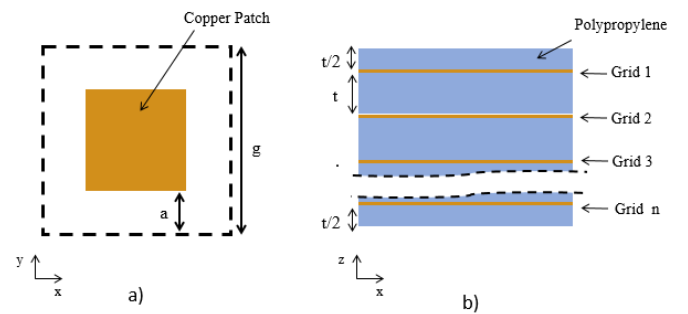 Copper Patch
g
a
y
x
a)
Polypropylene
t/2
Grid 1
t
Grid 2
Grid 3
t/2
Grid n
z
x
b)